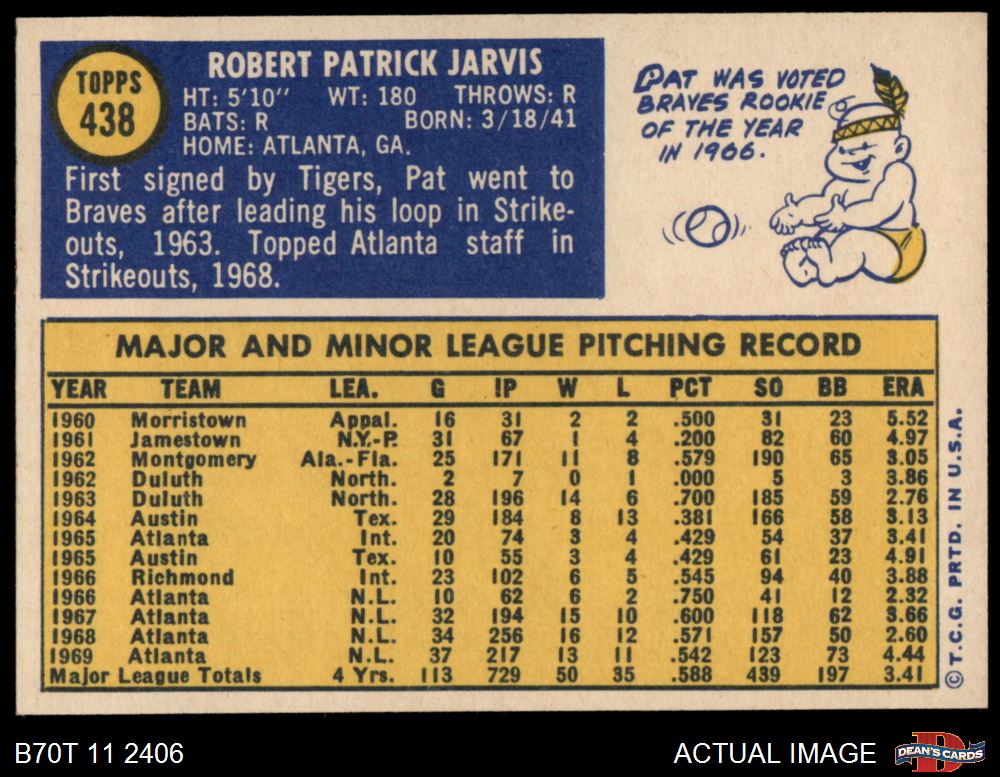 TOPPS
438
ROBERT PATRICK JARVIS
HT: 5'10" WT: 180 THROWS: R
BATS: R BORN: 3/18/41
HOME: ATLANTA, GA.
First signed by Tigers, Pat went to
Braves after leading his loop in Strike-
outs, 1963. Topped Atlanta staff in
Strikeouts, 1968.
PAT WAS VOTED
BRAVES ROOKIE
OF THE YEAR
IN 1966.
MAJOR AND MINOR LEAGUE PITCHING RECORD
YEAR TEAM LEA. G IP W L PCT SO BB ERA
1960 Morristown Appal. 16 31 2 2 .500 31 23 5.52
1961 Jamestown N.Y.-P. 31 67 1 4 .200 82 60 4.97
1962 Montgomery Ala.-Fla. 25 171 11 8 .579 190 65 3.05
1962 Duluth North. 2 7 0 1 .000 5 3 3.86
1963 Duluth North. 28 196 14 6 .700 185 59 2.76
1964 Austin Tex. 29 184 8 13 .381 166 58 3.13
1965 Atlanta Int. 20 74 3 4 .429 54 37 3.41
1965 Austin Tex. 10 55 3 4 .429 61 23 4.91
1966 Richmond Int. 23 102 6 5 .545 94 40 3.88
1966 Atlanta N.L. 10 62 6 2 .750 41 12 2.32
1967 Atlanta N.L. 32 194 15 10 .600 118 62 3.66
1968 Atlanta N.L. 34 256 16 12 .571 157 50 2.60
1969 Atlanta N.L. 37 217 13 11 .542 123 73 4.44
Major League Totals 4 Yrs. 113 729 50 35 .588 439 197 3.41
©T.C.G. PRTD. IN U.S.A.
B70T 11 2406
ACTUAL IMAGE
DEAN'S CARDS